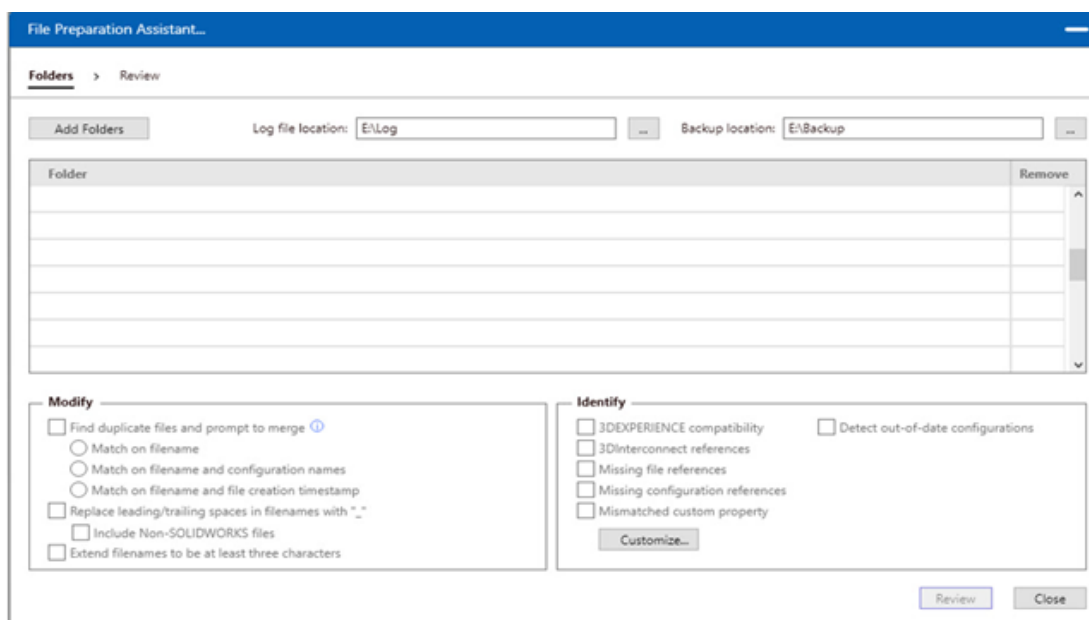 File Preparation Assistant...
Folders > Review
Add Folders Log file location: E:\Log ... Backup location: E:\Backup ...
Folder Remove
Modify
Find duplicate files and prompt to merge
Match on filename
Match on filename and configuration names
Match on filename and file creation timestamp
Replace leading/trailing spaces in filenames with "_"
Include Non-SOLIDWORKS files
Extend filenames to be at least three characters
Identify
3DEXPERIENCE compatibility Detect out-of-date configurations
3DInterconnect references
Missing file references
Missing configuration references
Mismatched custom property
Customize...
Review Close